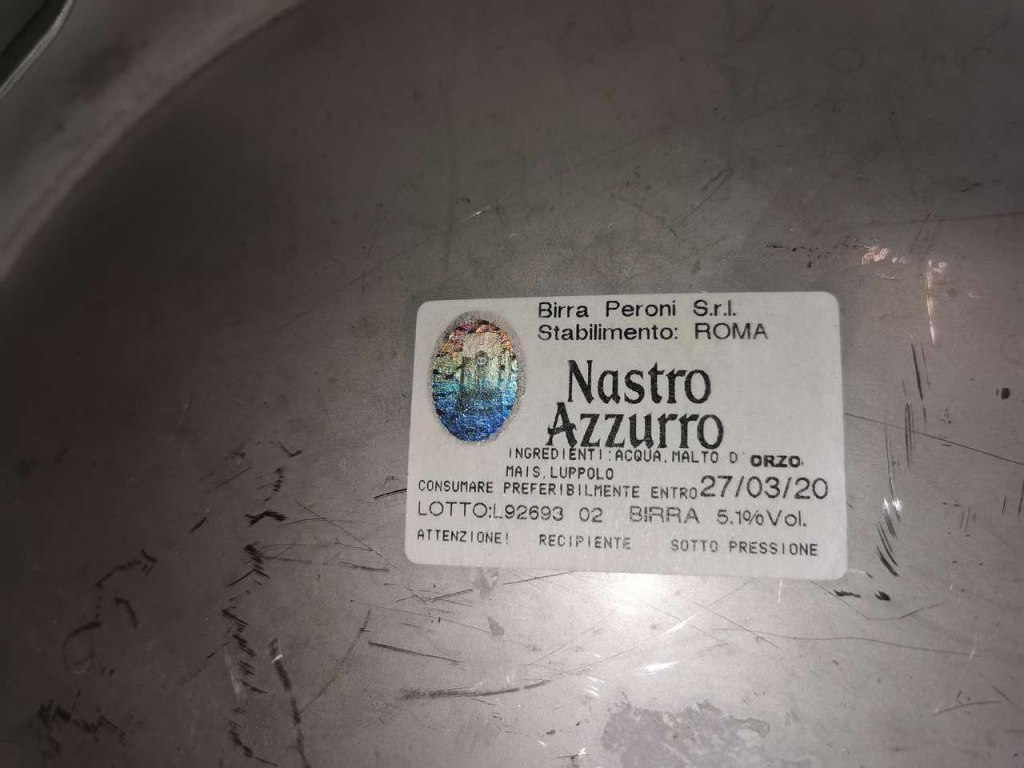 Birra Peroni S.r.l.
Stabilimento: ROMA
Nastro
Azzurro
INGREDIENTI: ACQUA, MALTO D'ORZO,
MAIS, LUPPOLO
CONSUMARE PREFERIBILMENTE ENTRO 27/03/20
LOTTO:L92693 02 BIRRA 5.1%Vol.
ATTENZIONE! RECIPIENTE SOTTO PRESSIONE